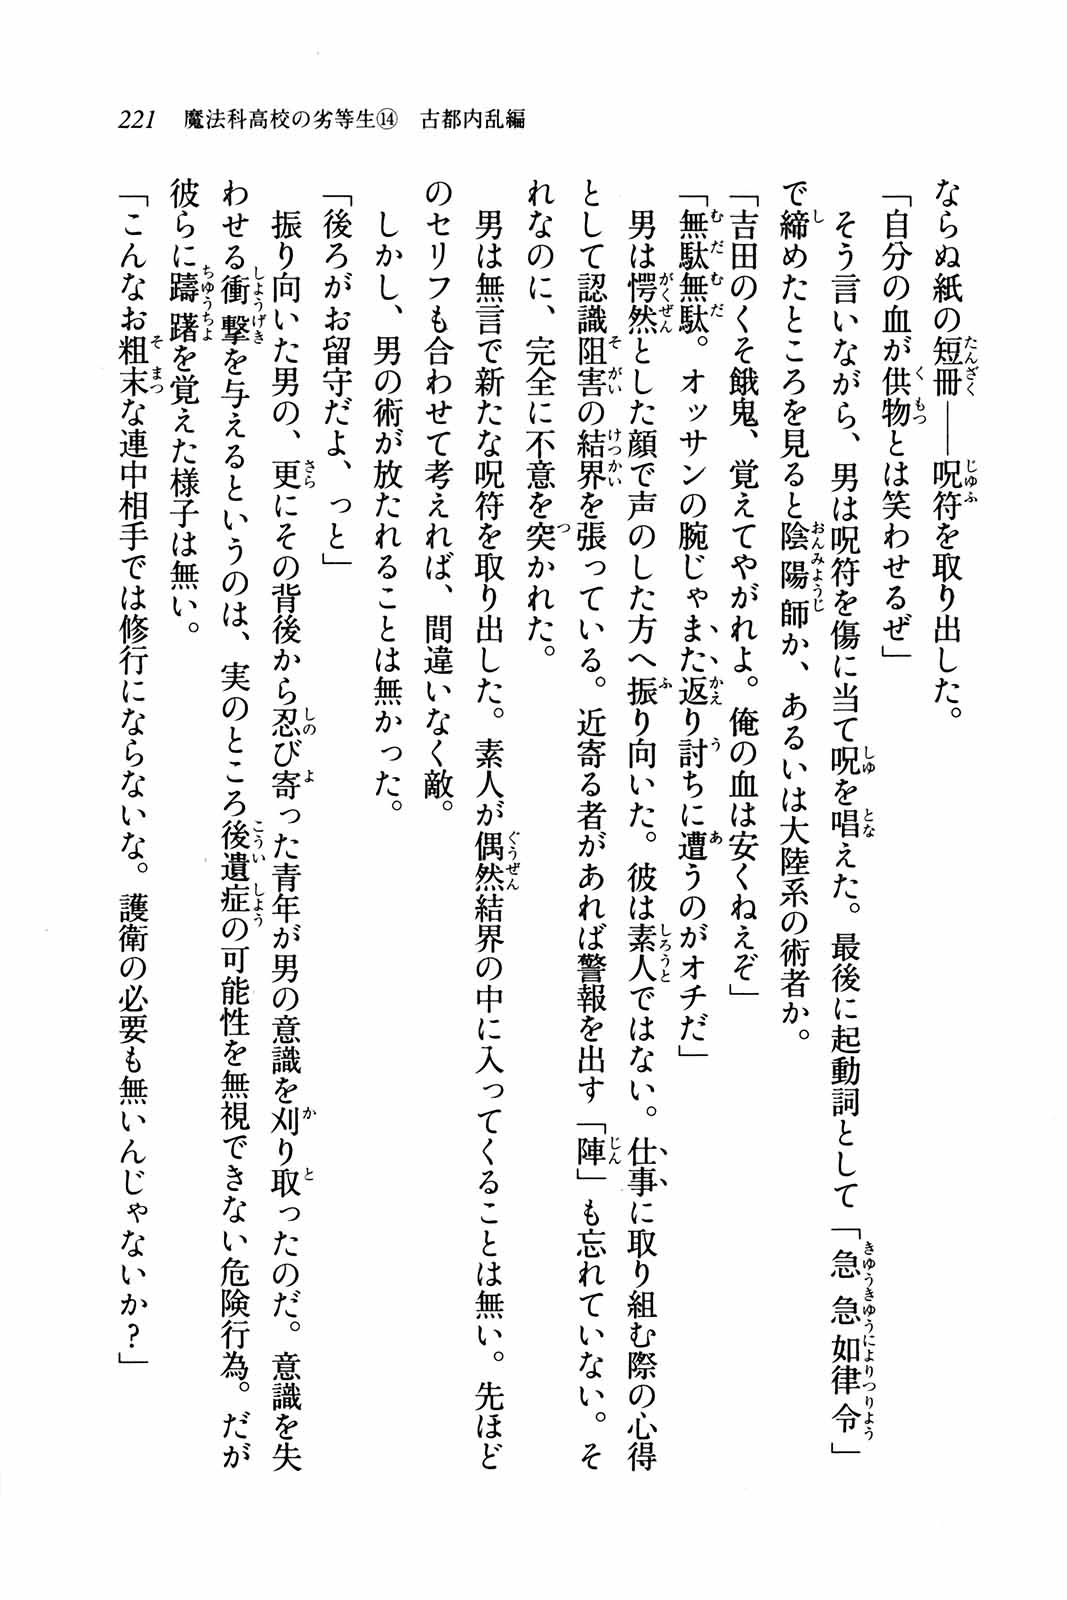 221　魔法科高校の劣等生⑭　古都内乱編
ならぬ紙の短冊――呪符を取り出した。
「自分の血が供物とは笑わせるぜ」
　そう言いながら、男は呪符を傷に当て呪を唱えた。最後に起動詞として「急急如律令」
で締めたところを見ると陰陽師か、あるいは大陸系の術者か。
「吉田のくそ餓鬼、覚えてやがれよ。俺の血は安くねえぞ」
「無駄無駄。オッサンの腕じゃまた返り討ちに遭うのがオチだ」
　男は愕然とした顔で声のした方へ振り向いた。彼は素人ではない。仕事に取り組む際の心得
として認識阻害の結界を張っている。近寄る者があれば警報を出す「陣」も忘れていない。そ
れなのに、完全に不意を突かれた。
　男は無言で新たな呪符を取り出した。素人が偶然結界の中に入ってくることは無い。先ほど
のセリフも合わせて考えれば、間違いなく敵。
　しかし、男の術が放たれることは無かった。
「後ろがお留守だよ、っと」
　振り向いた男の、更にその背後から忍び寄った青年が男の意識を刈り取ったのだ。意識を失
わせる衝撃を与えるというのは、実のところ後遺症の可能性を無視できない危険行為。だが
彼らに躊躇を覚えた様子は無い。
「こんなお粗末な連中相手では修行にならないな。護衛の必要も無いんじゃないか？」